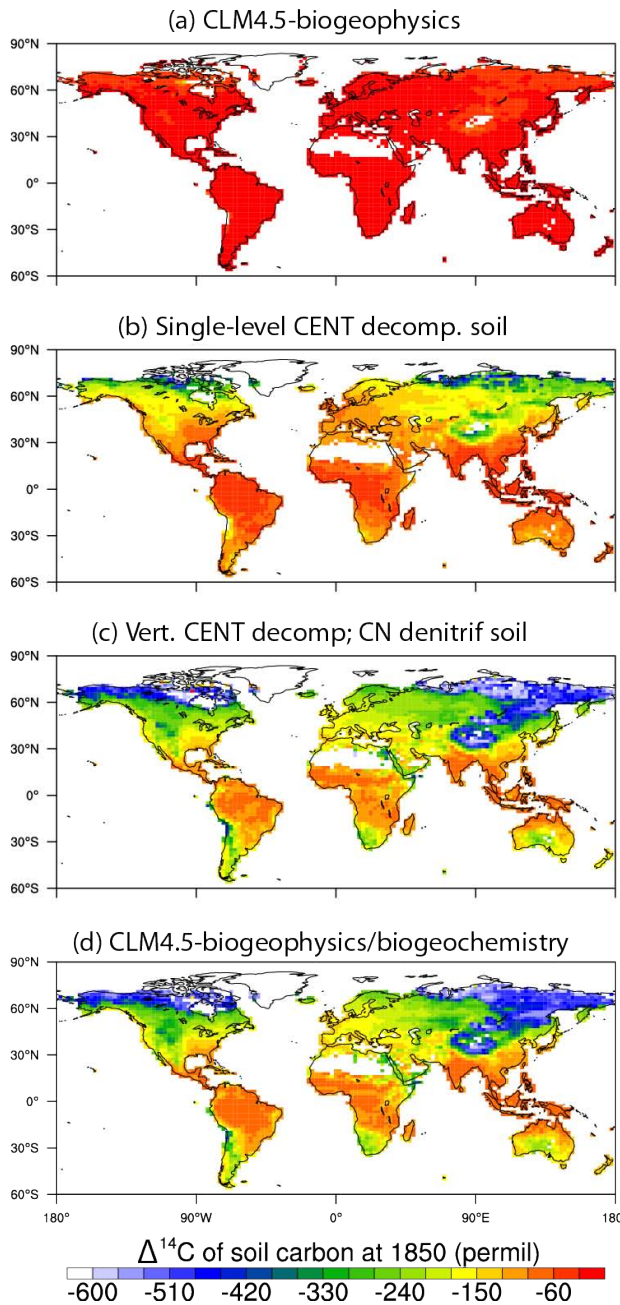 (a) CLM4.5-biogeophysics
90°N
60°N
30°N
0°
30°S
60°S
(b) Single-level CENT decomp. soil
90°N
60°N
30°N
0°
30°S
60°S
(c) Vert. CENT decomp; CN denitrif soil
90°N
60°N
30°N
0°
30°S
60°S
(d) CLM4.5-biogeophysics/biogeochemistry
90°N
60°N
30°N
0°
30°S
60°S
180° 90°W 0° 90°E 180
Δ¹⁴C of soil carbon at 1850 (permil)
-600 -510 -420 -330 -240 -150 -60